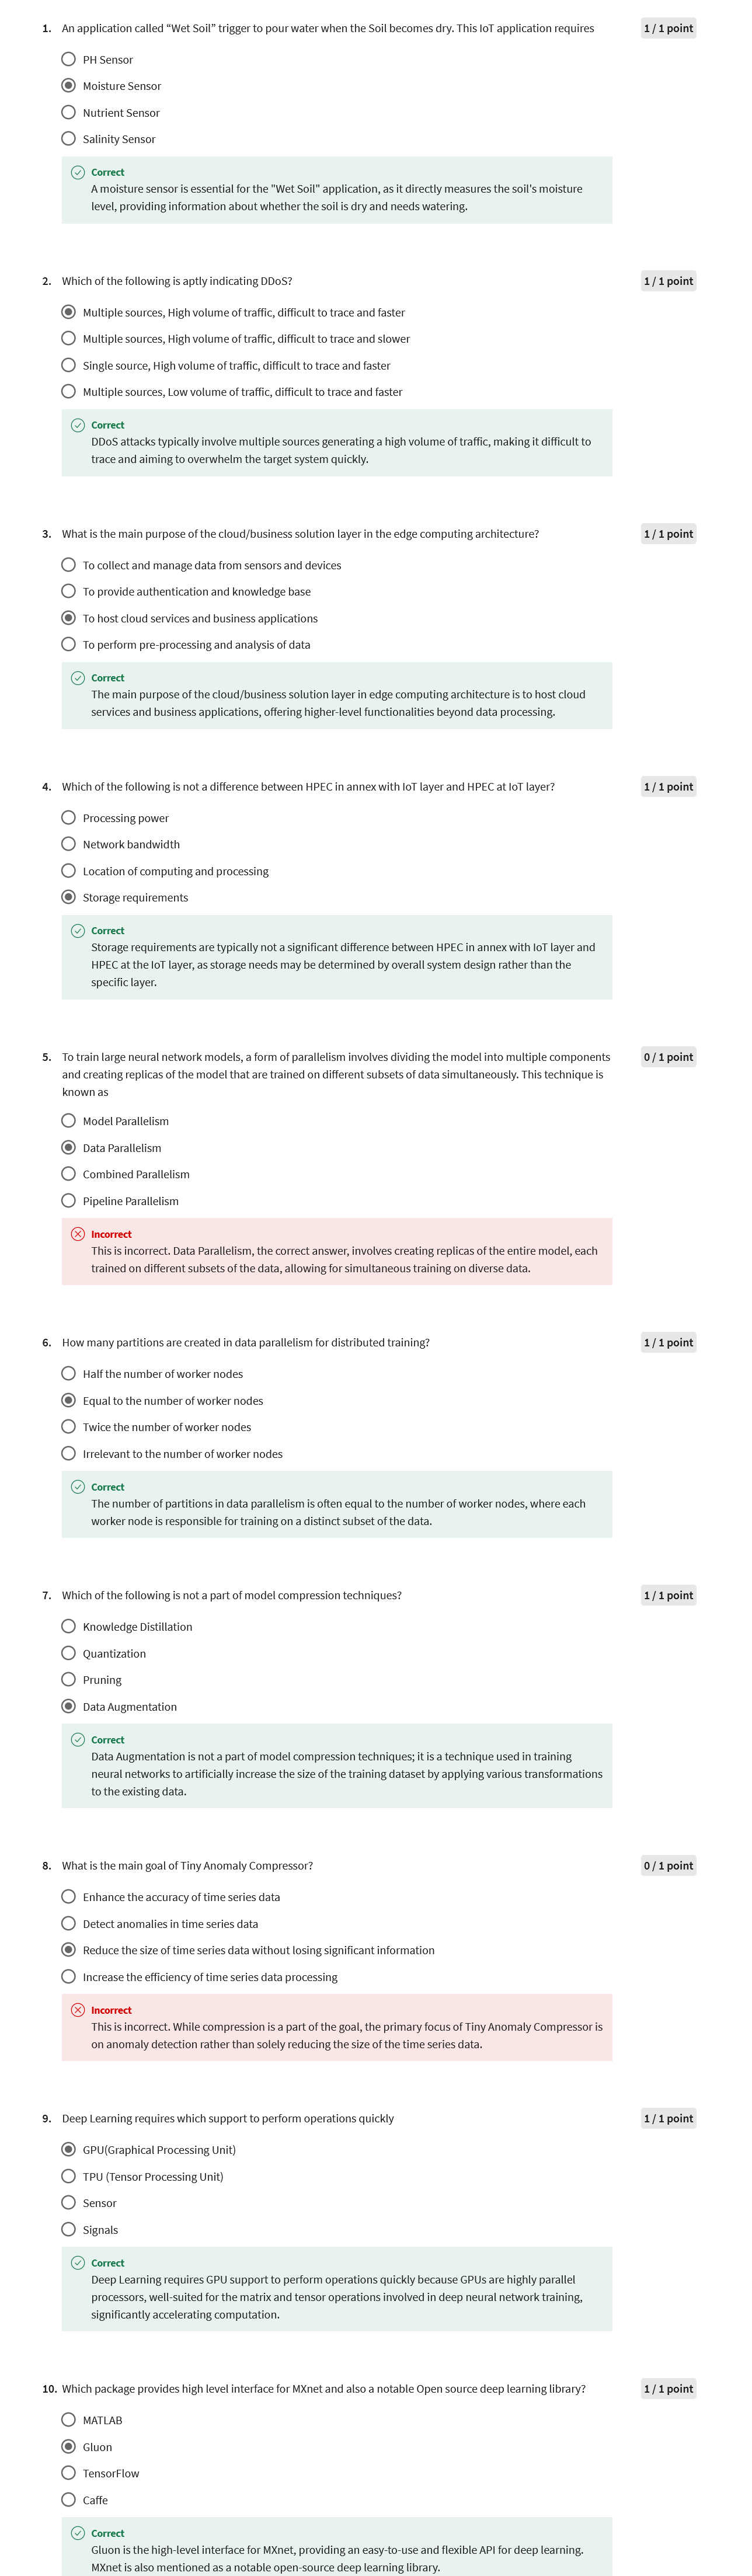 1. An application called “Wet Soil” trigger to pour water when the Soil becomes dry. This IoT application requires
1 / 1 point
PH Sensor
Moisture Sensor
Nutrient Sensor
Salinity Sensor
Correct
A moisture sensor is essential for the "Wet Soil" application, as it directly measures the soil's moisture
level, providing information about whether the soil is dry and needs watering.
2. Which of the following is aptly indicating DDoS?
1 / 1 point
Multiple sources, High volume of traffic, difficult to trace and faster
Multiple sources, High volume of traffic, difficult to trace and slower
Single source, High volume of traffic, difficult to trace and faster
Multiple sources, Low volume of traffic, difficult to trace and faster
Correct
DDoS attacks typically involve multiple sources generating a high volume of traffic, making it difficult to
trace and aiming to overwhelm the target system quickly.
3. What is the main purpose of the cloud/business solution layer in the edge computing architecture?
1 / 1 point
To collect and manage data from sensors and devices
To provide authentication and knowledge base
To host cloud services and business applications
To perform pre-processing and analysis of data
Correct
The main purpose of the cloud/business solution layer in edge computing architecture is to host cloud
services and business applications, offering higher-level functionalities beyond data processing.
4. Which of the following is not a difference between HPEC in annex with IoT layer and HPEC at IoT layer?
1 / 1 point
Processing power
Network bandwidth
Location of computing and processing
Storage requirements
Correct
Storage requirements are typically not a significant difference between HPEC in annex with IoT layer and
HPEC at the IoT layer, as storage needs may be determined by overall system design rather than the
specific layer.
5. To train large neural network models, a form of parallelism involves dividing the model into multiple components
and creating replicas of the model that are trained on different subsets of data simultaneously. This technique is
known as
0 / 1 point
Model Parallelism
Data Parallelism
Combined Parallelism
Pipeline Parallelism
Incorrect
This is incorrect. Data Parallelism, the correct answer, involves creating replicas of the entire model, each
trained on different subsets of the data, allowing for simultaneous training on diverse data.
6. How many partitions are created in data parallelism for distributed training?
1 / 1 point
Half the number of worker nodes
Equal to the number of worker nodes
Twice the number of worker nodes
Irrelevant to the number of worker nodes
Correct
The number of partitions in data parallelism is often equal to the number of worker nodes, where each
worker node is responsible for training on a distinct subset of the data.
7. Which of the following is not a part of model compression techniques?
1 / 1 point
Knowledge Distillation
Quantization
Pruning
Data Augmentation
Correct
Data Augmentation is not a part of model compression techniques; it is a technique used in training
neural networks to artificially increase the size of the training dataset by applying various transformations
to the existing data.
8. What is the main goal of Tiny Anomaly Compressor?
0 / 1 point
Enhance the accuracy of time series data
Detect anomalies in time series data
Reduce the size of time series data without losing significant information
Increase the efficiency of time series data processing
Incorrect
This is incorrect. While compression is a part of the goal, the primary focus of Tiny Anomaly Compressor is
on anomaly detection rather than solely reducing the size of the time series data.
9. Deep Learning requires which support to perform operations quickly
1 / 1 point
GPU(Graphical Processing Unit)
TPU (Tensor Processing Unit)
Sensor
Signals
Correct
Deep Learning requires GPU support to perform operations quickly because GPUs are highly parallel
processors, well-suited for the matrix and tensor operations involved in deep neural network training,
significantly accelerating computation.
10. Which package provides high level interface for MXnet and also a notable Open source deep learning library?
1 / 1 point
MATLAB
Gluon
TensorFlow
Caffe
Correct
Gluon is the high-level interface for MXnet, providing an easy-to-use and flexible API for deep learning.
MXnet is also mentioned as a notable open-source deep learning library.